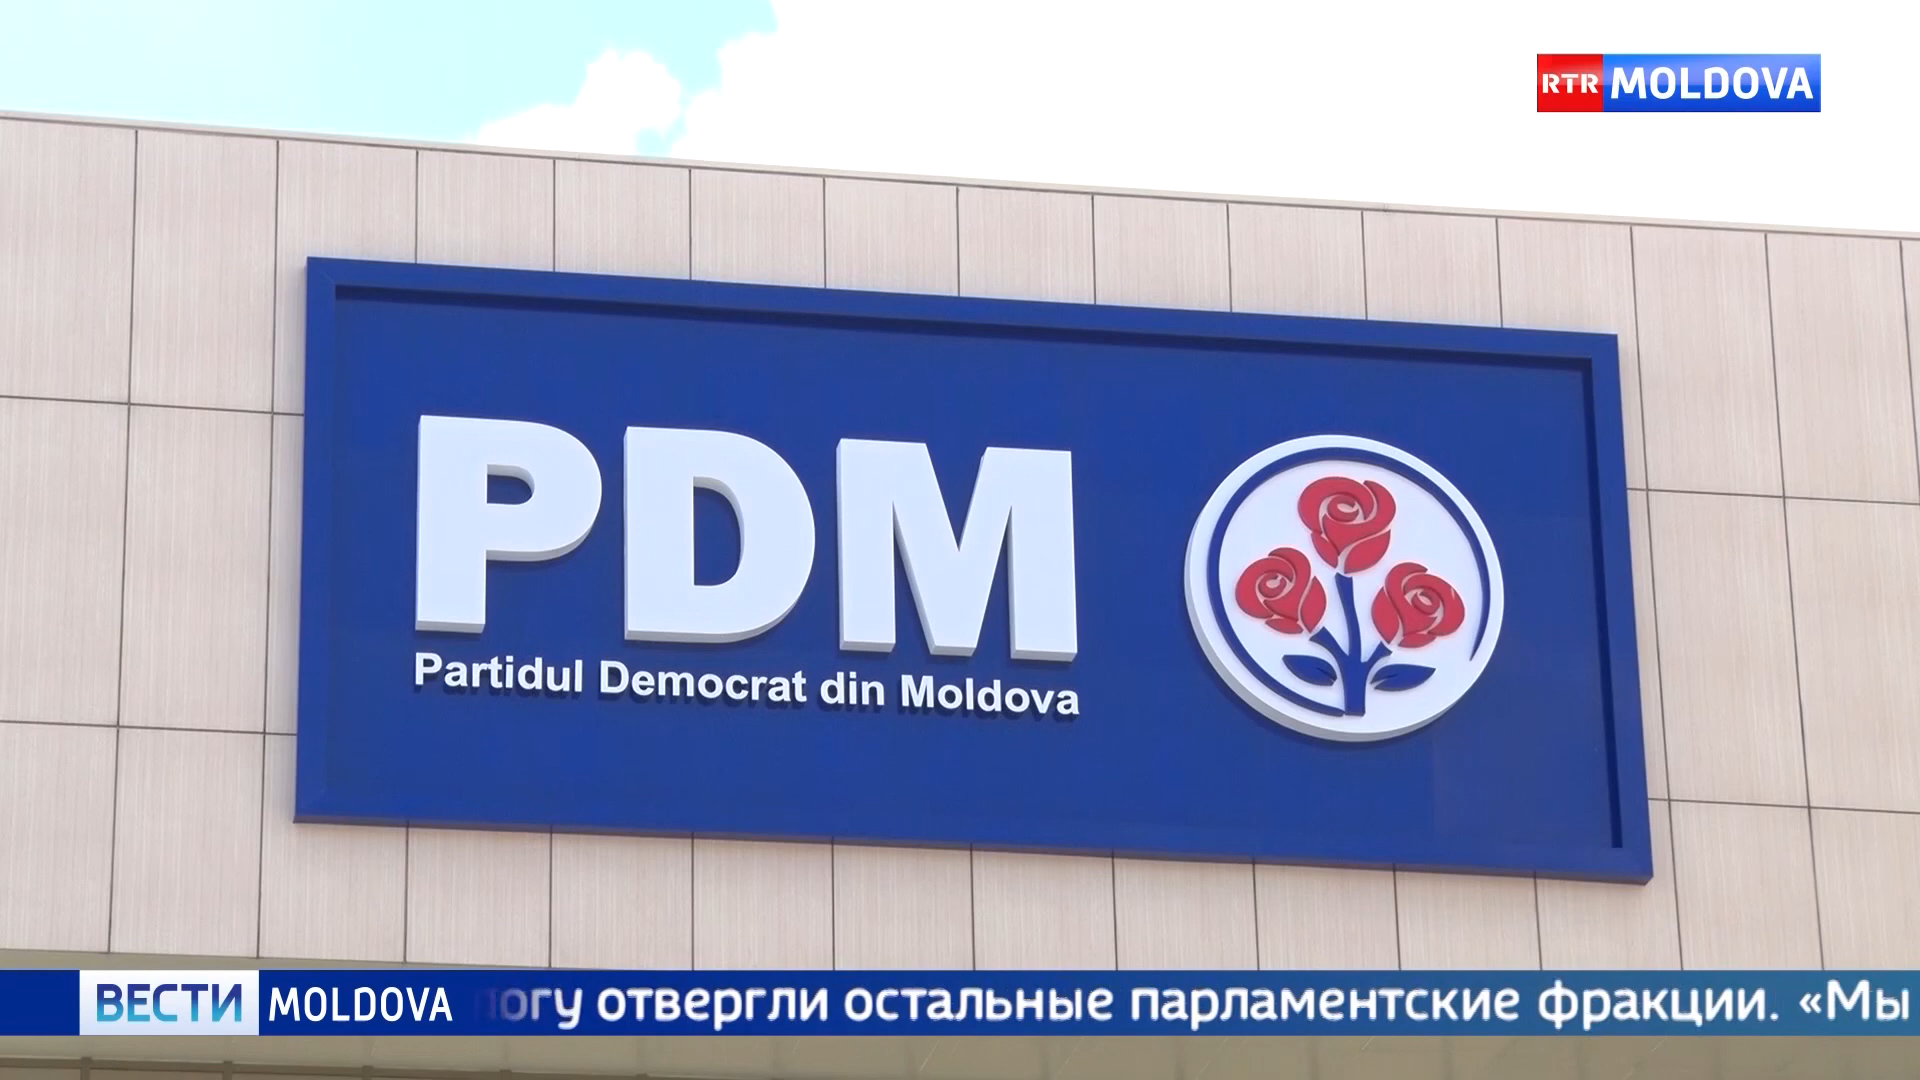 RTR MOLDOVA
PDM
Partidul Democrat din Moldova
ВЕСТИ MOLDOVA отвергли остальные парламентские фракции. «Мы